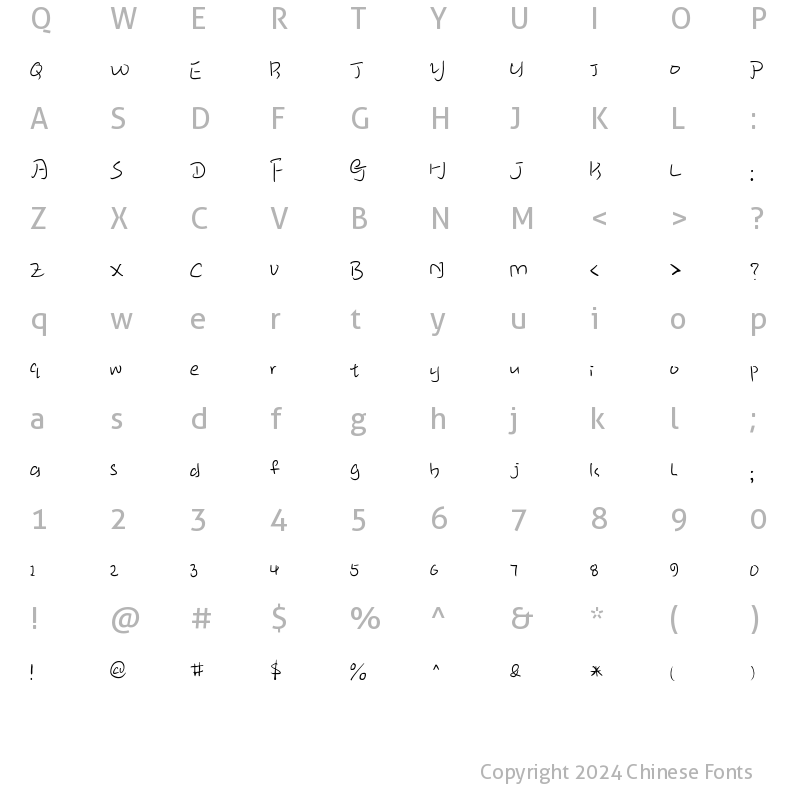 Q W E R T Y U I O P
Q W E R T Y U I O P
A S D F G H J K L :
A S D F G H J K L :
Z X C V B N M < > ?
Z X C V B N M < > ?
q w e r t y u i o p
q w e r t y u i o p
a s d f g h j k l ;
a s d f g h j k l ;
1 2 3 4 5 6 7 8 9 0
1 2 3 4 5 6 7 8 9 0
! @ # $ % ^ & * ( )
! @ # $ % ^ & * ( )
Copyright 2024 Chinese Fonts